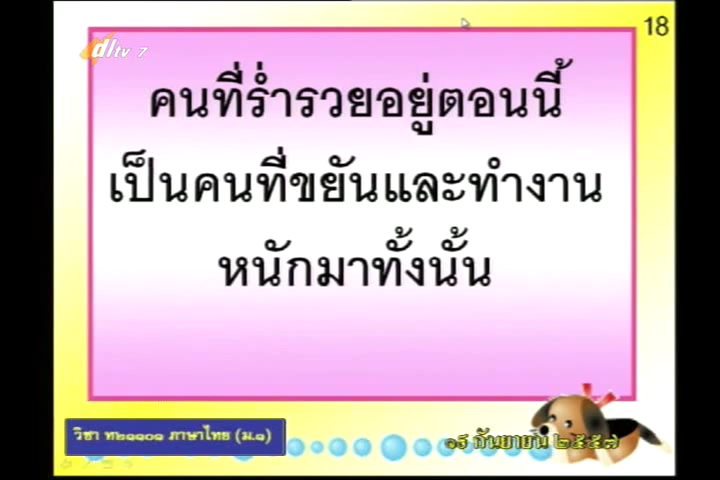 dltv 7
18
คนที่ร่ำรวยอยู่ตอนนี้
เป็นคนที่ขยันและทำงาน
หนักมาทั้งนั้น
วิชา ท๒๑๑๐๑ ภาษาไทย (ม.๑)
กันยายน ๒๕๕๗